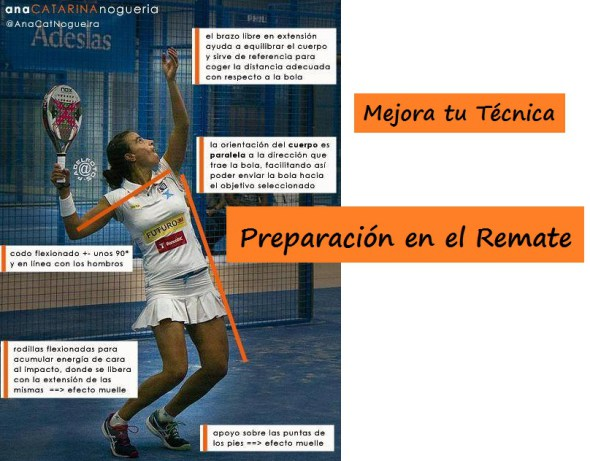 anaCATARINAnogueria
@AnaCatNogueira
Adeslas
el brazo libre en extensión
ayuda a equilibrar el cuerpo
y sirve de referencia para
coger la distancia adecuada
con respecto a la bola
nox
Mejora tu Técnica
la orientación del cuerpo es
paralela a la dirección que
trae la bola, facilitando así
poder enviar la bola hacia
el objetivo seleccionado
FUTURO
Preparación en el Remate
codo flexionado +- unos 90º
y en línea con los hombros
rodillas flexionadas para
acumular energía de cara
al impacto, donde se libera
con la extensión de las
mismas ==> efecto muelle
apoyo sobre las puntas de
los pies ==> efecto muelle